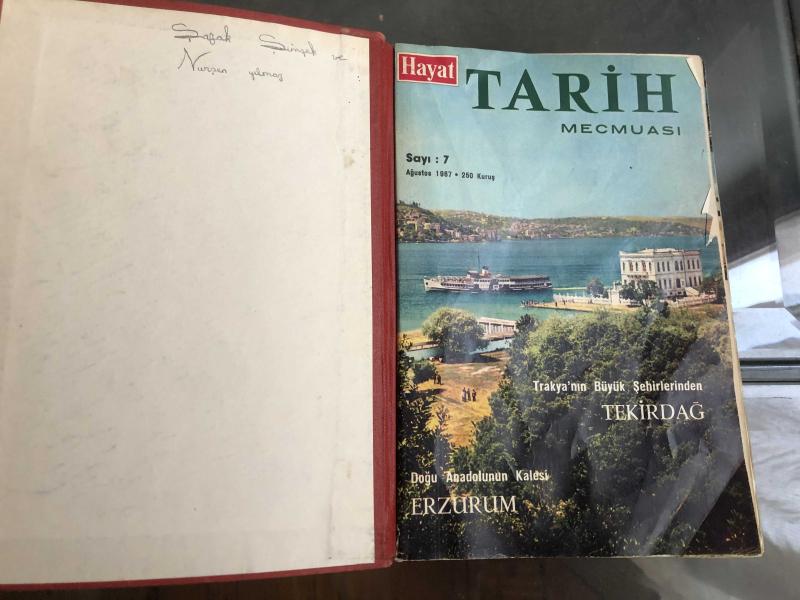 Şafak Şimşek ve
Nurşen yılmaz
Hayat
TARİH
MECMUASI
Sayı : 7
Ağustos 1967 • 250 Kuruş
Trakya'nın Büyük Şehirlerinden
TEKİRDAĞ
Doğu Anadolunun Kalesi
ERZURUM